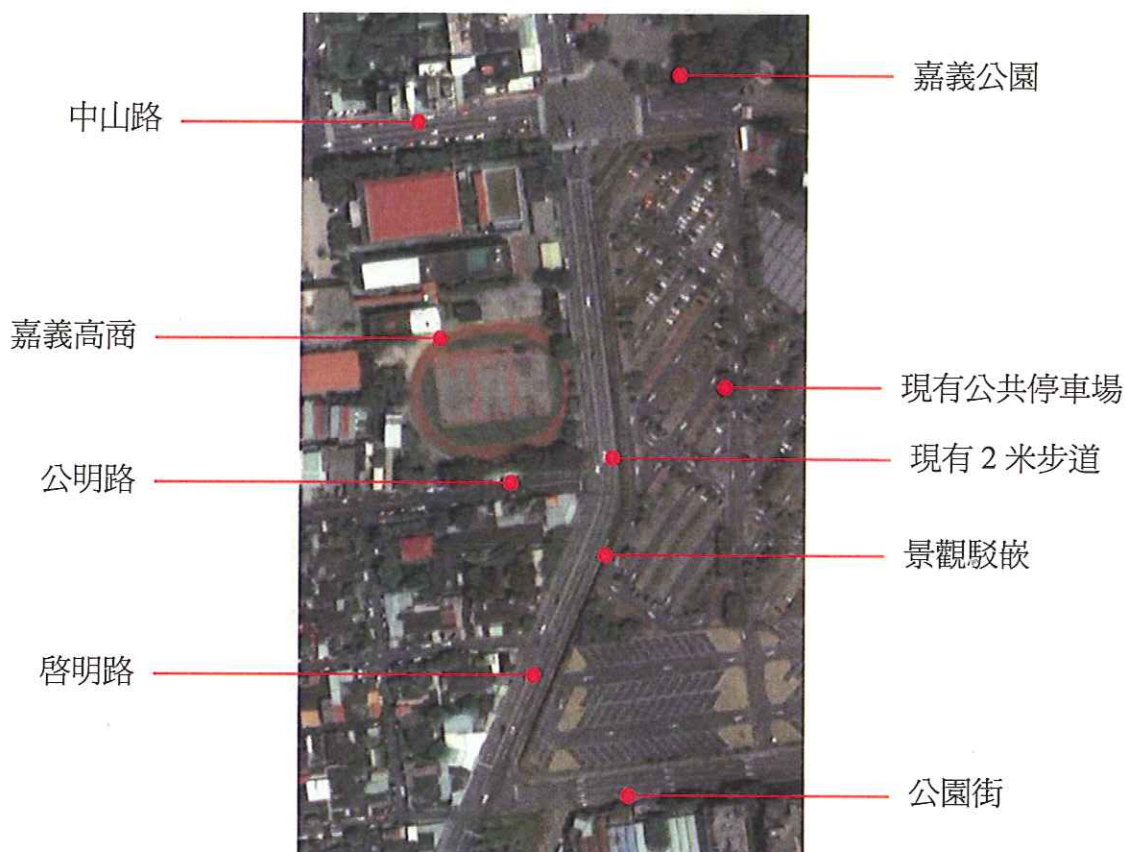 嘉義公園
中山路
嘉義高商
現有公共停車場
現有 2 米步道
公明路
景觀駁嵌
啓明路
公園街